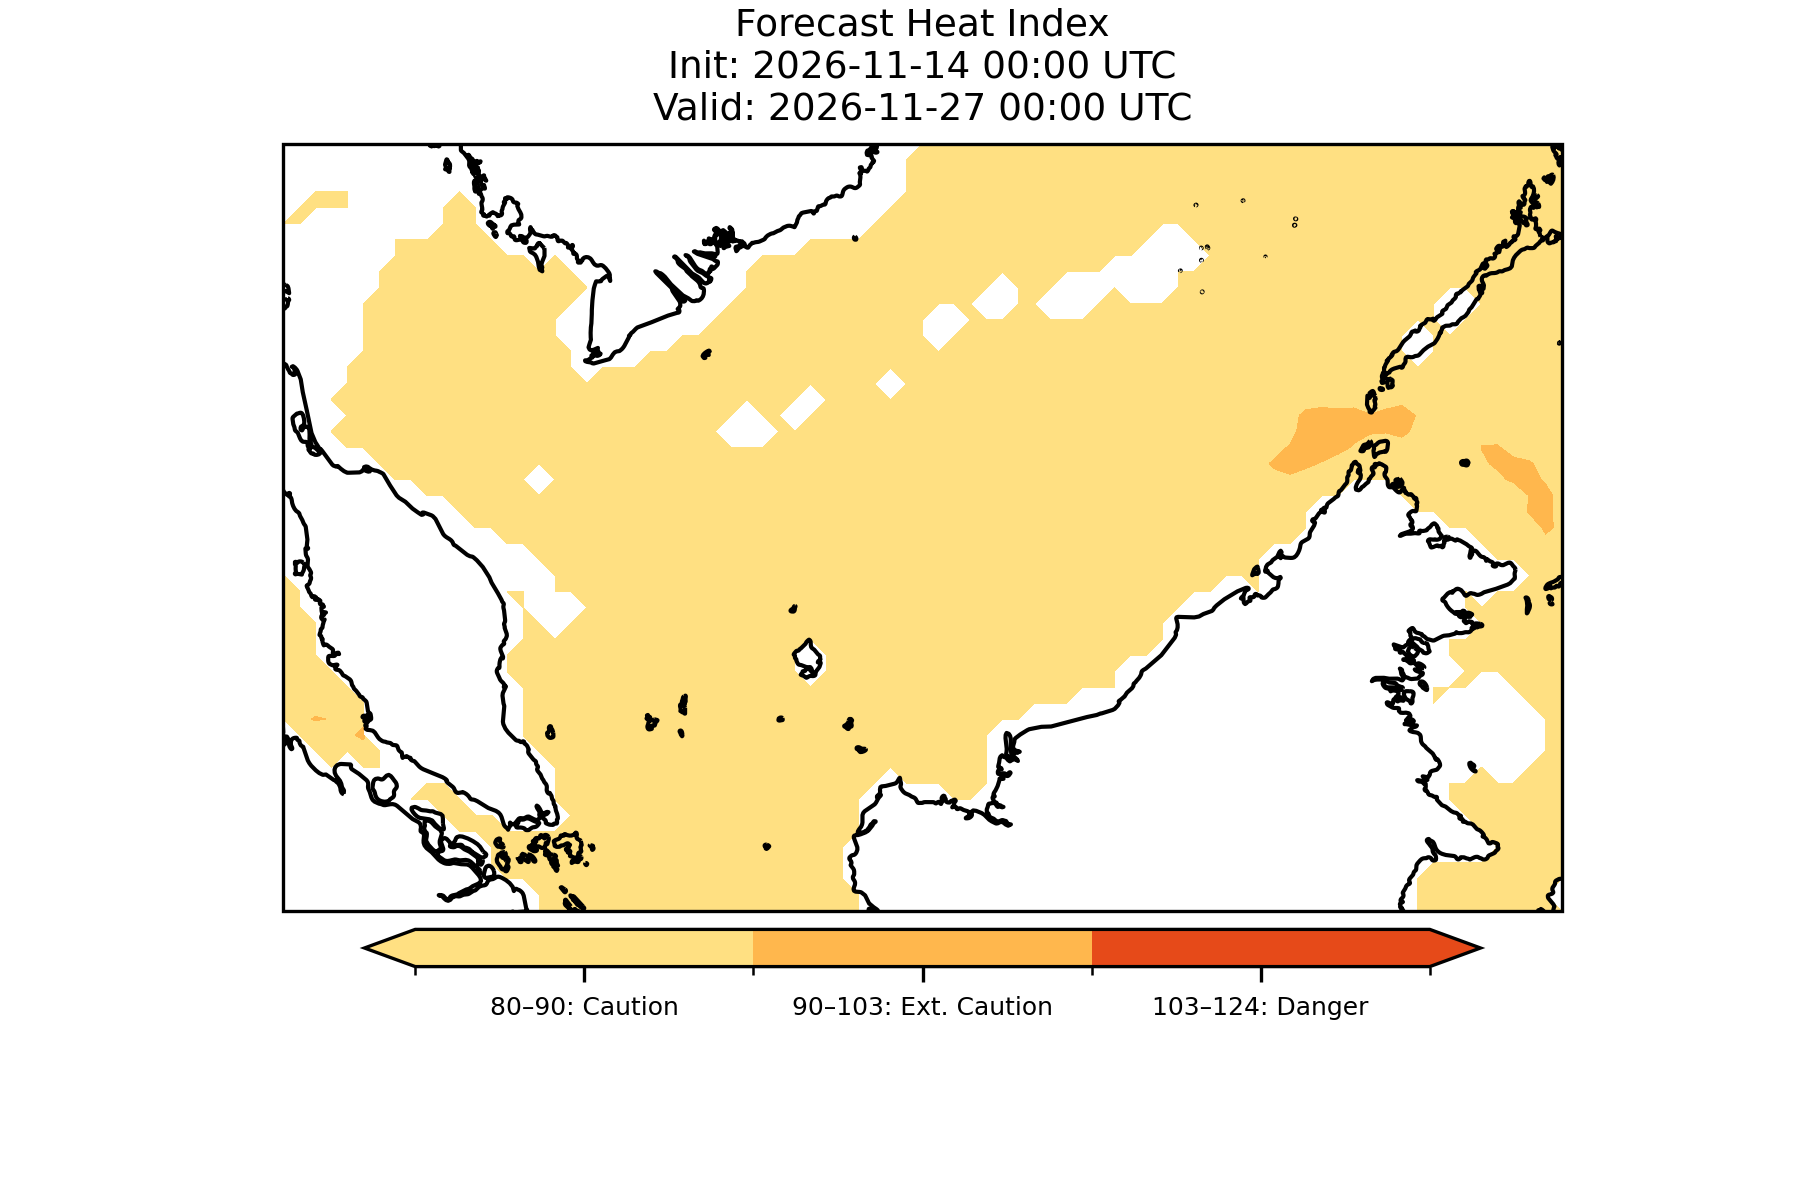 Forecast Heat Index
Init: 2026-11-14 00:00 UTC
Valid: 2026-11-27 00:00 UTC
80–90: Caution
90–103: Ext. Caution
103–124: Danger